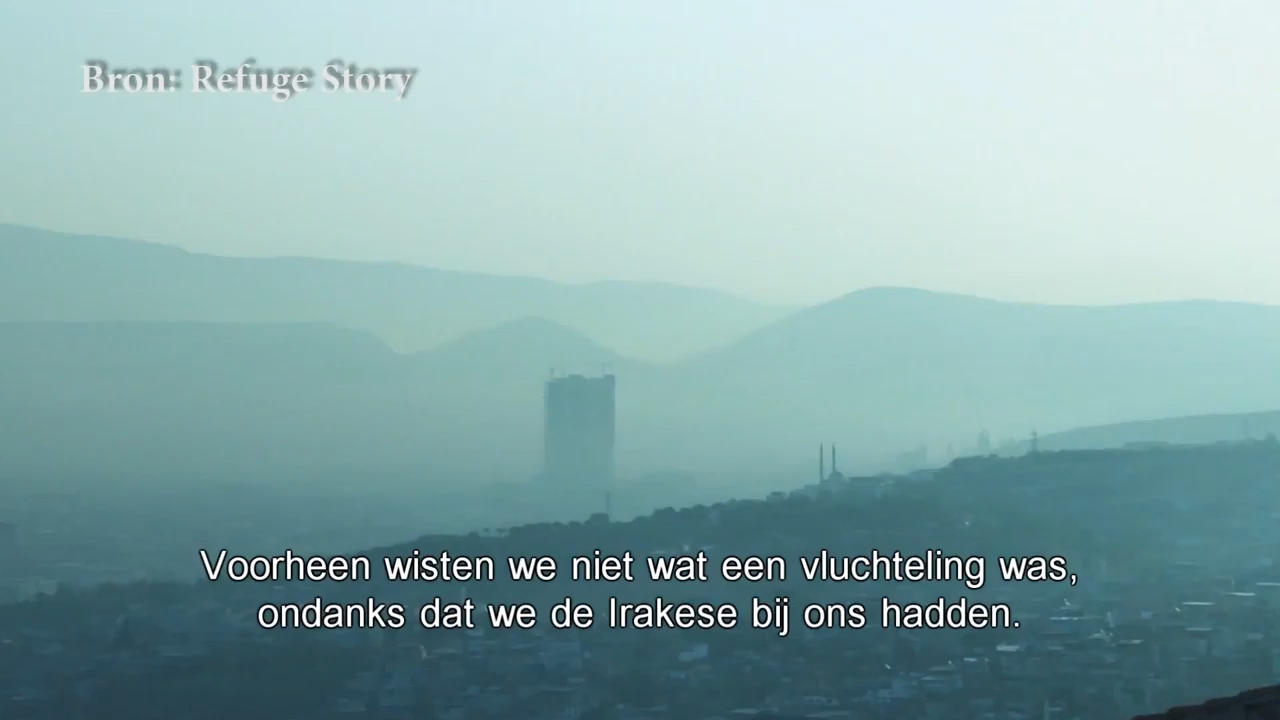 Bron: Refuge Story
Voorheen wisten we niet wat een vluchteling was,
ondanks dat we de Irakese bij ons hadden.